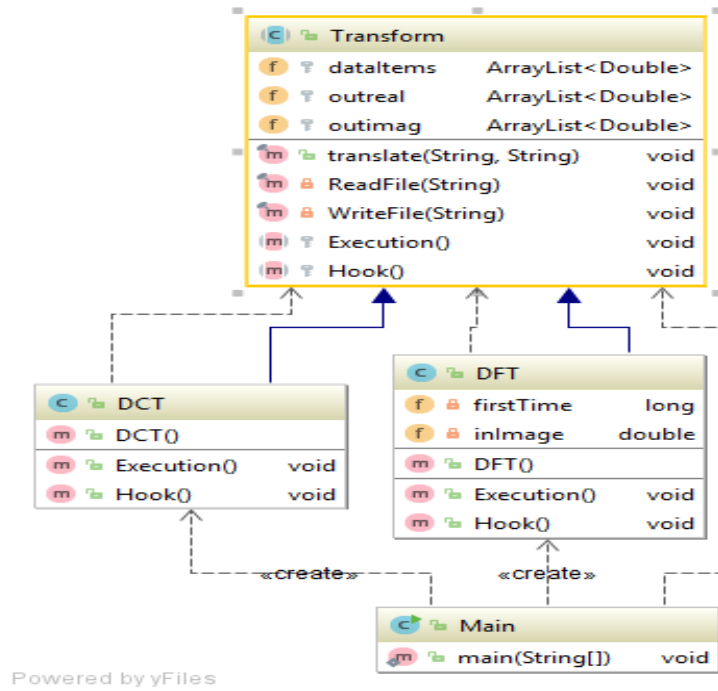 Transform
dataItems ArrayList<Double>
outreal ArrayList<Double>
outimag ArrayList<Double>
translate(String, String) void
ReadFile(String) void
WriteFile(String) void
Execution() void
Hook() void
DCT
DCT()
Execution() void
Hook() void
DFT
firstTime long
inImage double
DFT()
Execution() void
Hook() void
«create»
«create»
Main
main(String[]) void
Powered by yFiles